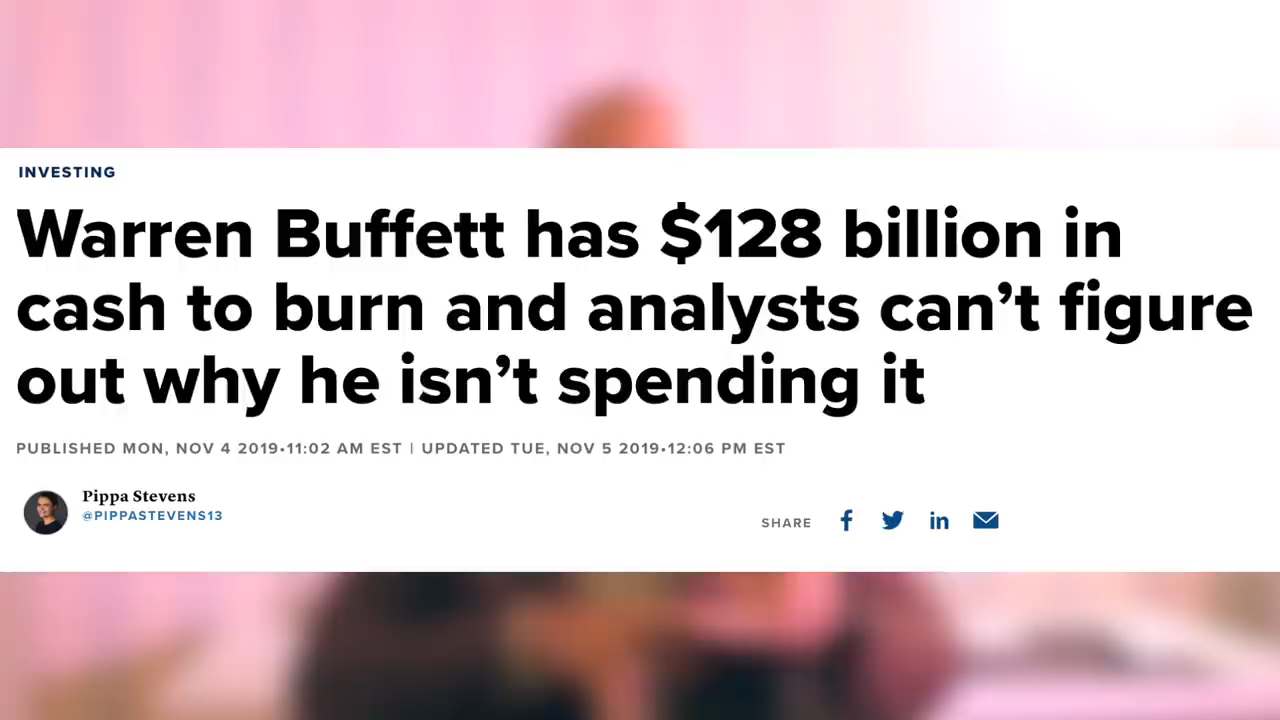 INVESTING
Warren Buffett has $128 billion in
cash to burn and analysts can’t figure
out why he isn’t spending it
PUBLISHED MON, NOV 4 2019•11:02 AM EST | UPDATED TUE, NOV 5 2019•12:06 PM EST
Pippa Stevens
@PIPPASTEVENS13
SHARE